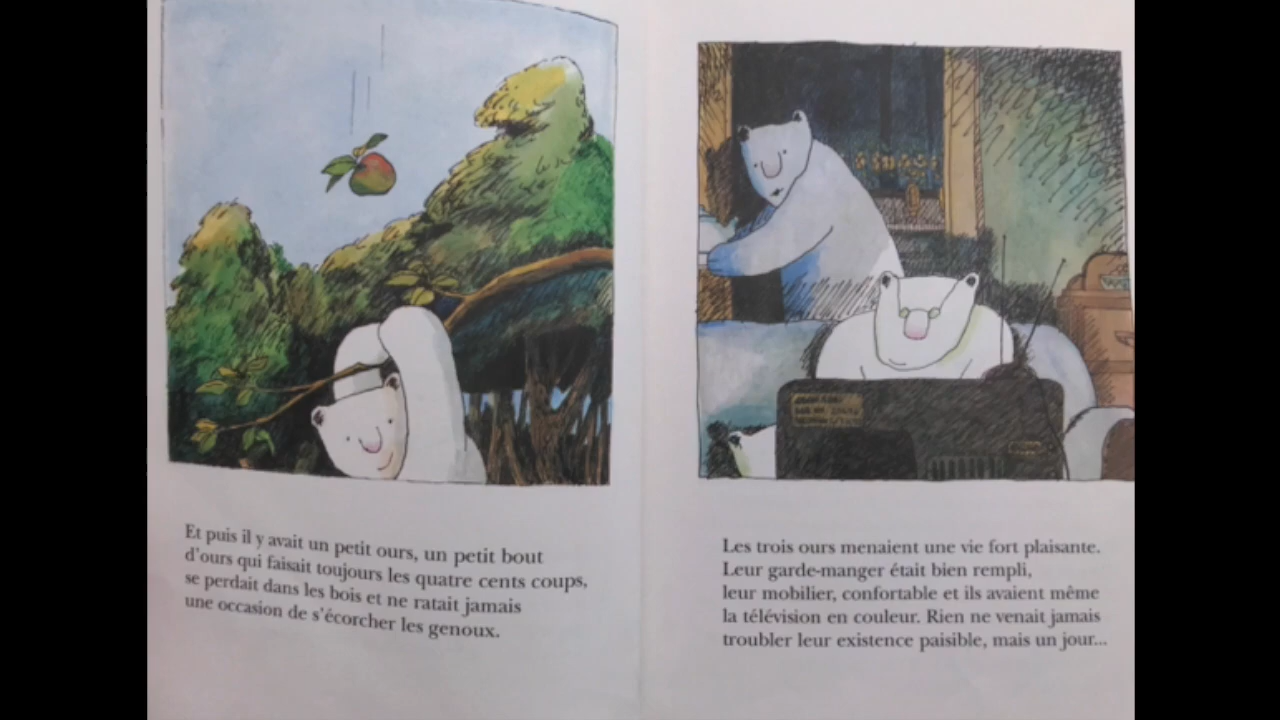 Et puis il y avait un petit ours, un petit bout
d'ours qui faisait toujours les quatre cents coups,
se perdait dans les bois et ne ratait jamais
une occasion de s'écorcher les genoux.
Les trois ours menaient une vie fort plaisante.
Leur garde-manger était bien rempli,
leur mobilier, confortable et ils avaient même
la télévision en couleur. Rien ne venait jamais
troubler leur existence paisible, mais un jour...